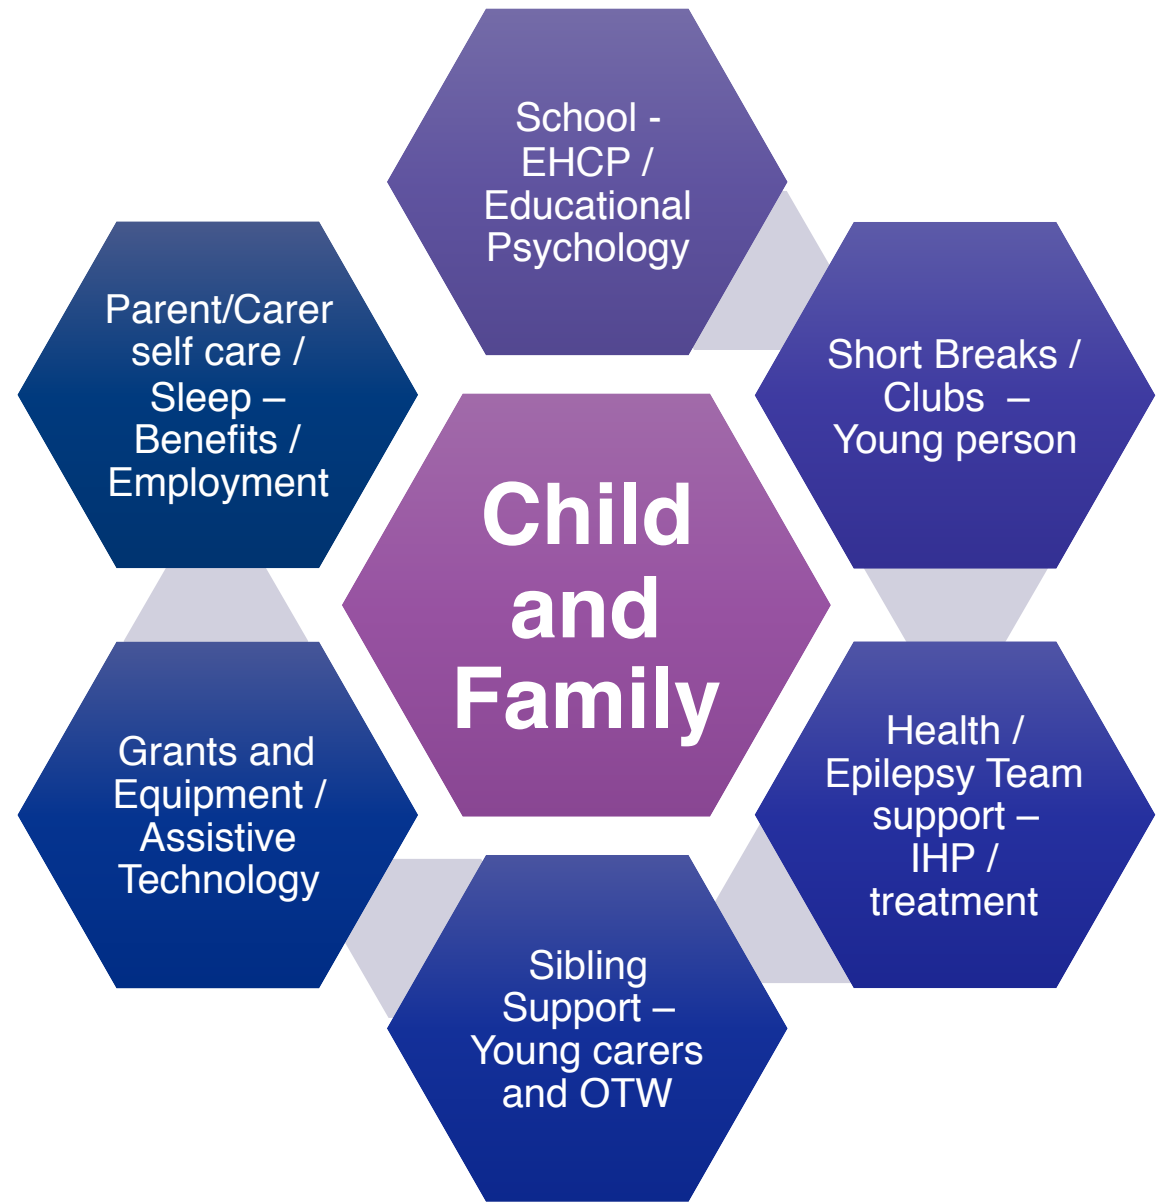 School -
EHCP /
Educational
Psychology
Short Breaks /
Clubs –
Young person
Health /
Epilepsy Team
support –
IHP /
treatment
Sibling
Support –
Young carers
and OTW
Grants and
Equipment /
Assistive
Technology
Parent/Carer
self care /
Sleep –
Benefits /
Employment
Child
and
Family